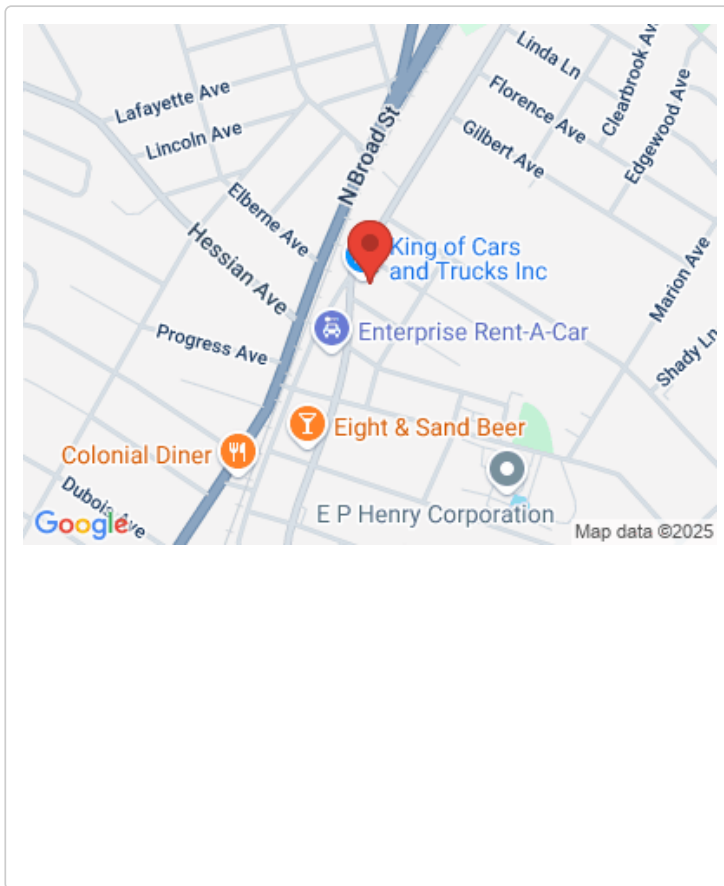 Linda Ln
Clearbrook Av
Lafayette Ave
Florence Ave
Edgewood Ave
Lincoln Ave
Gilbert Ave
N Broad St
Elberne Ave
Hessian Ave
King of Cars
and Trucks Inc
Marion Ave
Progress Ave
Enterprise Rent-A-Car
Shady Ln
Eight & Sand Beer
Colonial Diner
Dubois Ave
E P Henry Corporation
Google
Map data ©2025